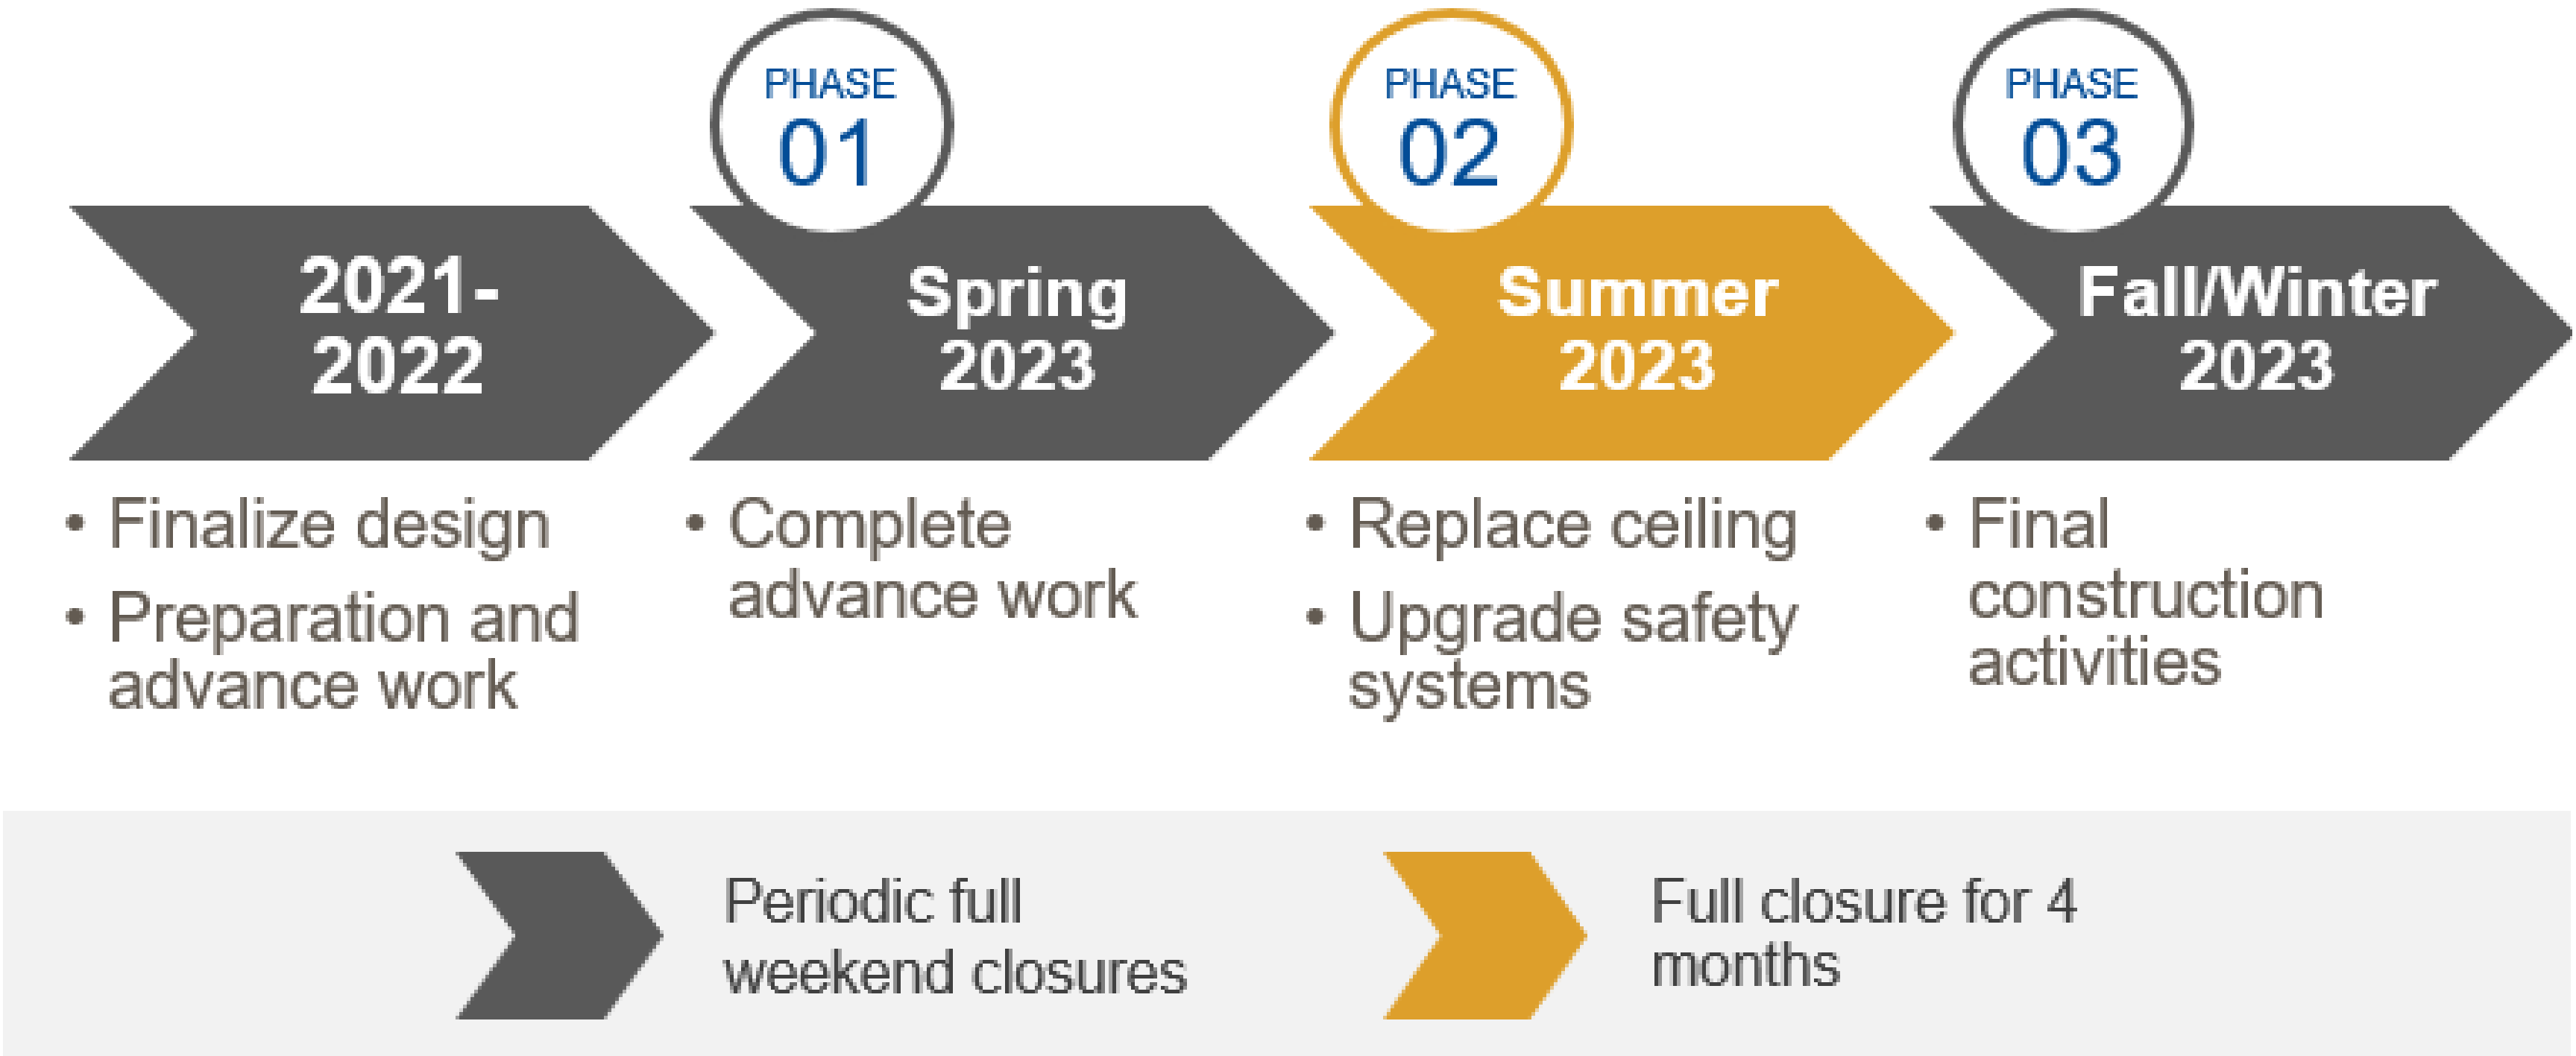 PHASE
01
PHASE
02
PHASE
03
2021-
2022
Spring
2023
Summer
2023
Fall/Winter
2023
• Finalize design
• Preparation and
advance work
• Complete
advance work
• Replace ceiling
• Upgrade safety
systems
• Final
construction
activities
Periodic full
weekend closures
Full closure for 4
months